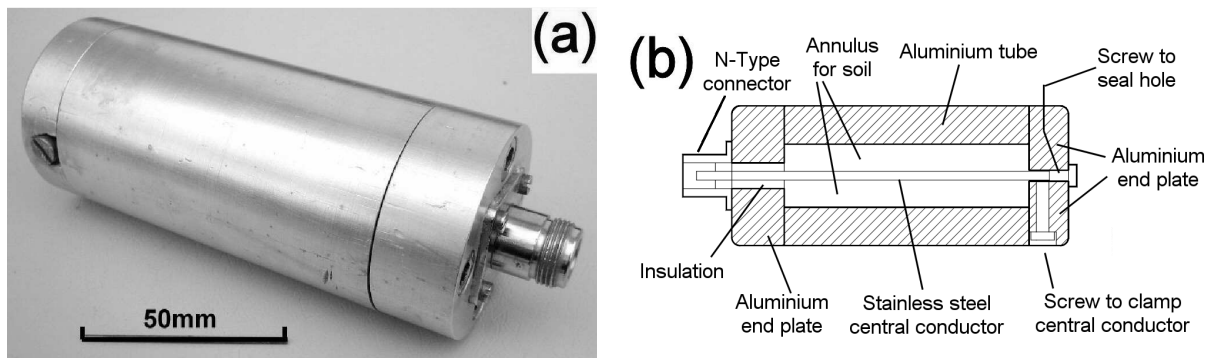 (a)
50mm
(b)
N-Type
connector
Annulus
for soil
Aluminium tube
Screw to
seal hole
Aluminium
end plate
Insulation
Aluminium
end plate
Stainless steel
central conductor
Screw to clamp
central conductor